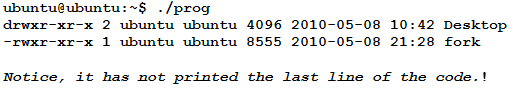 ubuntu@ubuntu:~$ ./prog
drwxr-xr-x 2 ubuntu ubuntu 4096 2010-05-08 10:42 Desktop
-rwxr-xr-x 1 ubuntu ubuntu 8555 2010-05-08 21:28 fork
Notice, it has not printed the last line of the code.!